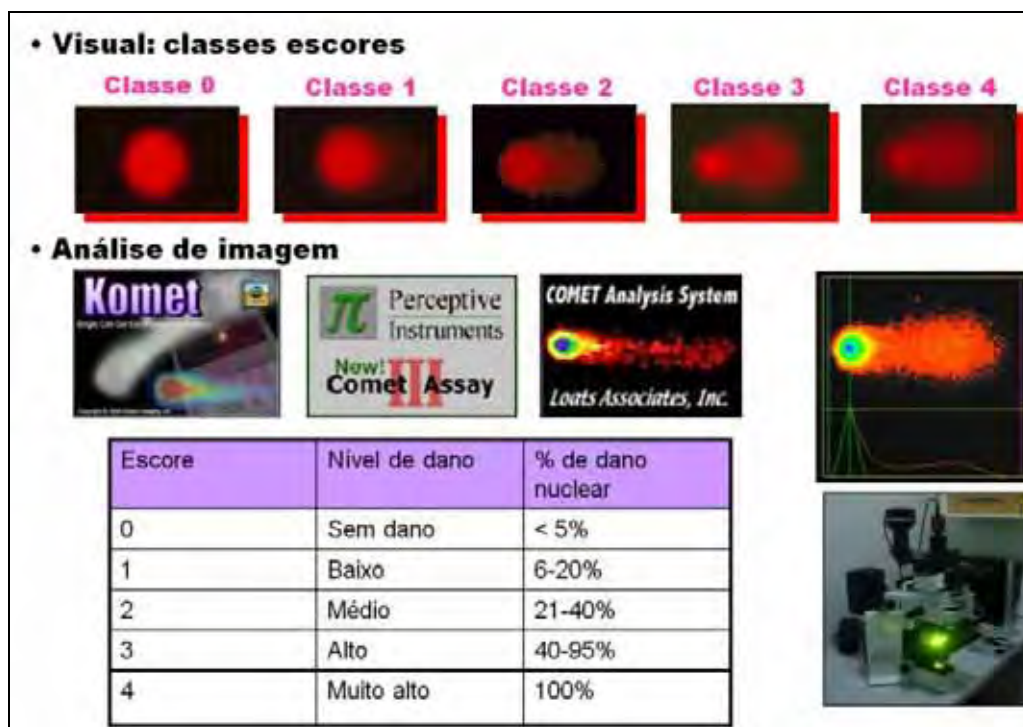 • Visual: classes escores
Classe 0 Classe 1 Classe 2 Classe 3 Classe 4
• Análise de imagem
Komet
π Perceptive
Instruments
New!
Comet III Assay
COMET Analysis System
Loats Associates, Inc.
Escore Nível de dano % de dano
nuclear
0 Sem dano < 5%
1 Baixo 6-20%
2 Médio 21-40%
3 Alto 40-95%
4 Muito alto 100%